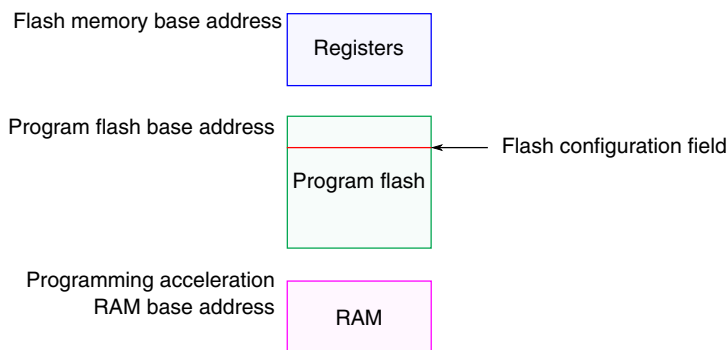 Flash memory base address
Registers
Program flash base address
Flash configuration field
Program flash
Programming acceleration
RAM base address
RAM